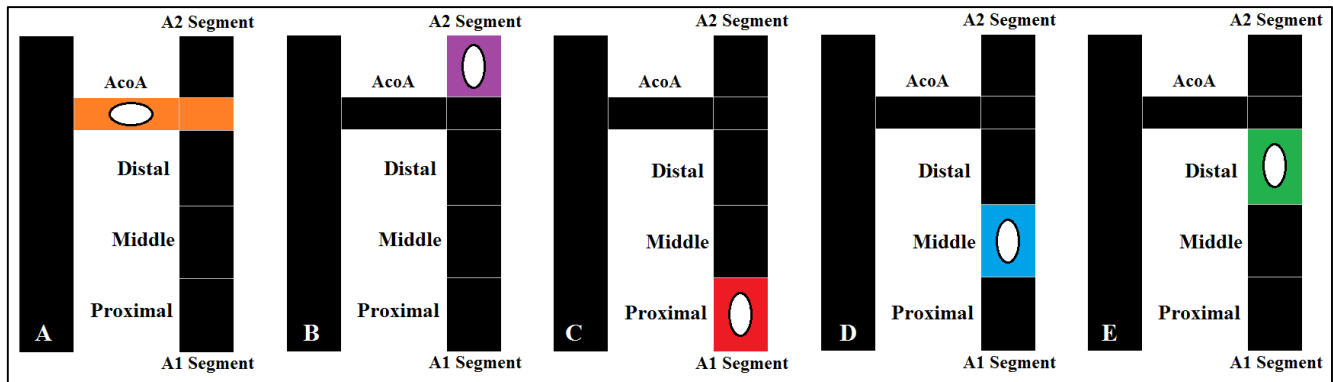 A2 Segment
AcoA
Distal
Middle
Proximal
A
A1 Segment
A2 Segment
AcoA
Distal
Middle
Proximal
B
A1 Segment
A2 Segment
AcoA
Distal
Middle
Proximal
C
A1 Segment
A2 Segment
AcoA
Distal
Middle
Proximal
D
A1 Segment
A2 Segment
AcoA
Distal
Middle
Proximal
E
A1 Segment